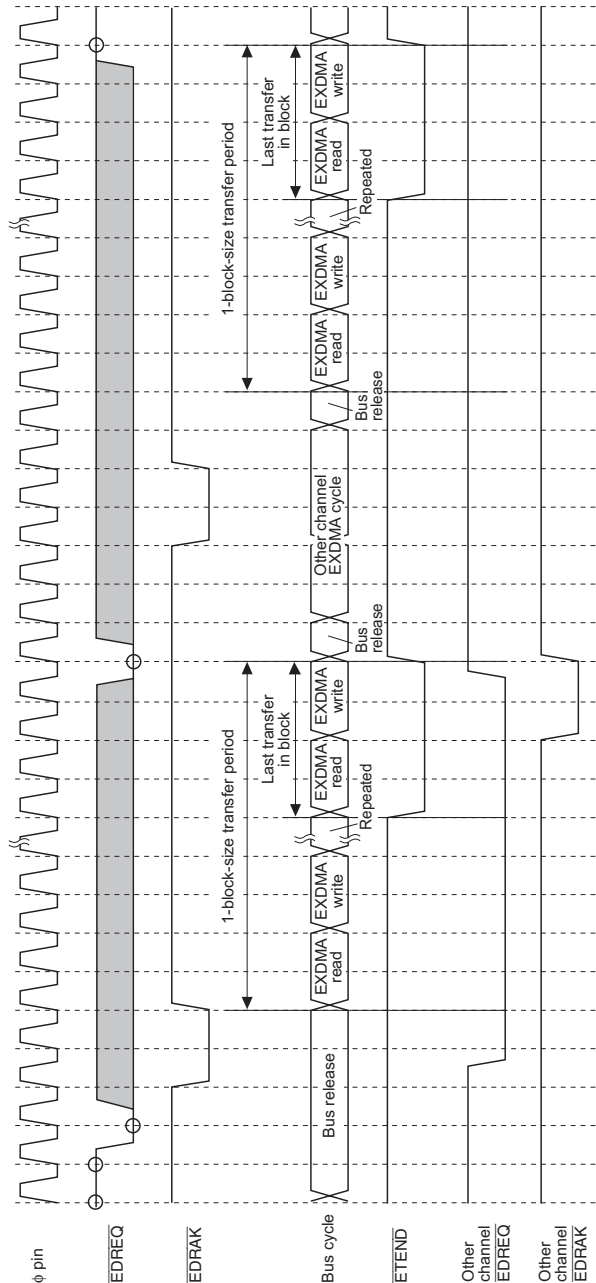 φ pin
EDREQ
EDRAK
1-block-size transfer period
1-block-size transfer period
Last transfer
in block
Last transfer
in block
Bus cycle
Bus release
EXDMA
read
EXDMA
write
Repeated
EXDMA
read
EXDMA
write
Bus
release
Other channel
EXDMA cycle
Bus
release
EXDMA
read
EXDMA
write
Repeated
EXDMA
read
EXDMA
write
ETEND
Other
channel
EDREQ
Other
channel
EDRAK